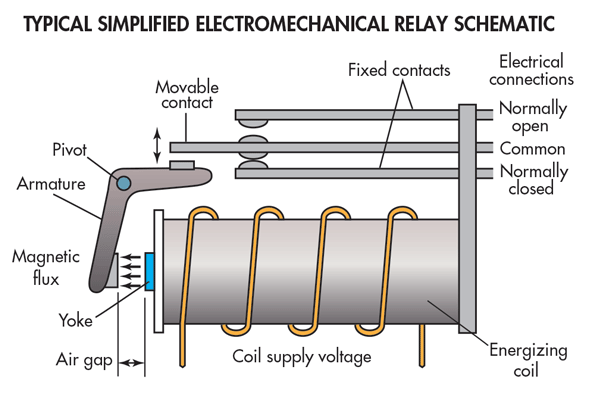 TYPICAL SIMPLIFIED ELECTROMECHANICAL RELAY SCHEMATIC
Electrical
connections
Fixed contacts
Movable
contact
Normally
open
Common
Normally
closed
Pivot
Armature
Magnetic
flux
Yoke
Air gap
Coil supply voltage
Energizing
coil